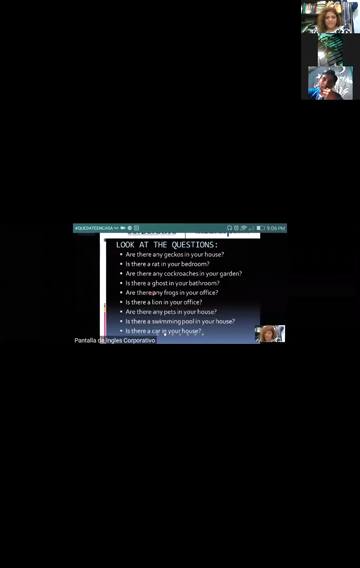 #QUEDATEENCASA
9:06 PM
LOOK AT THE QUESTIONS:
Are there any geckos in your house?
Is there a rat in your bedroom?
Are there any cockroaches in your garden?
Is there a ghost in your bathroom?
Are there any frogs in your office?
Is there a lion in your office?
Are there any pets in your house?
Is there a swimming pool in your house?
Is there a car in your house?
Pantalla de Ingles Corporativo